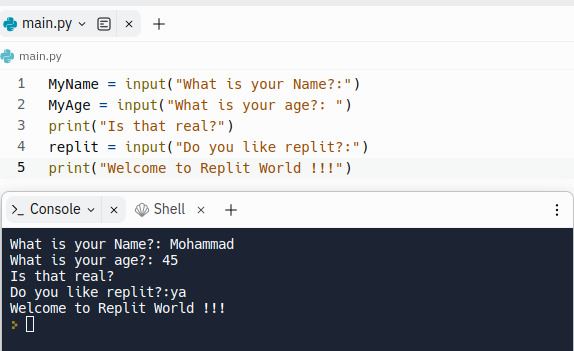 main.py
main.py
1 MyName = input("What is your Name?:")
2 MyAge = input("What is your age?: ")
3 print("Is that real?")
4 replit = input("Do you like replit?:")
5 print("Welcome to Replit World !!!")
Console Shell
What is your Name?: Mohammad
What is your age?: 45
Is that real?
Do you like replit?:ya
Welcome to Replit World !!!